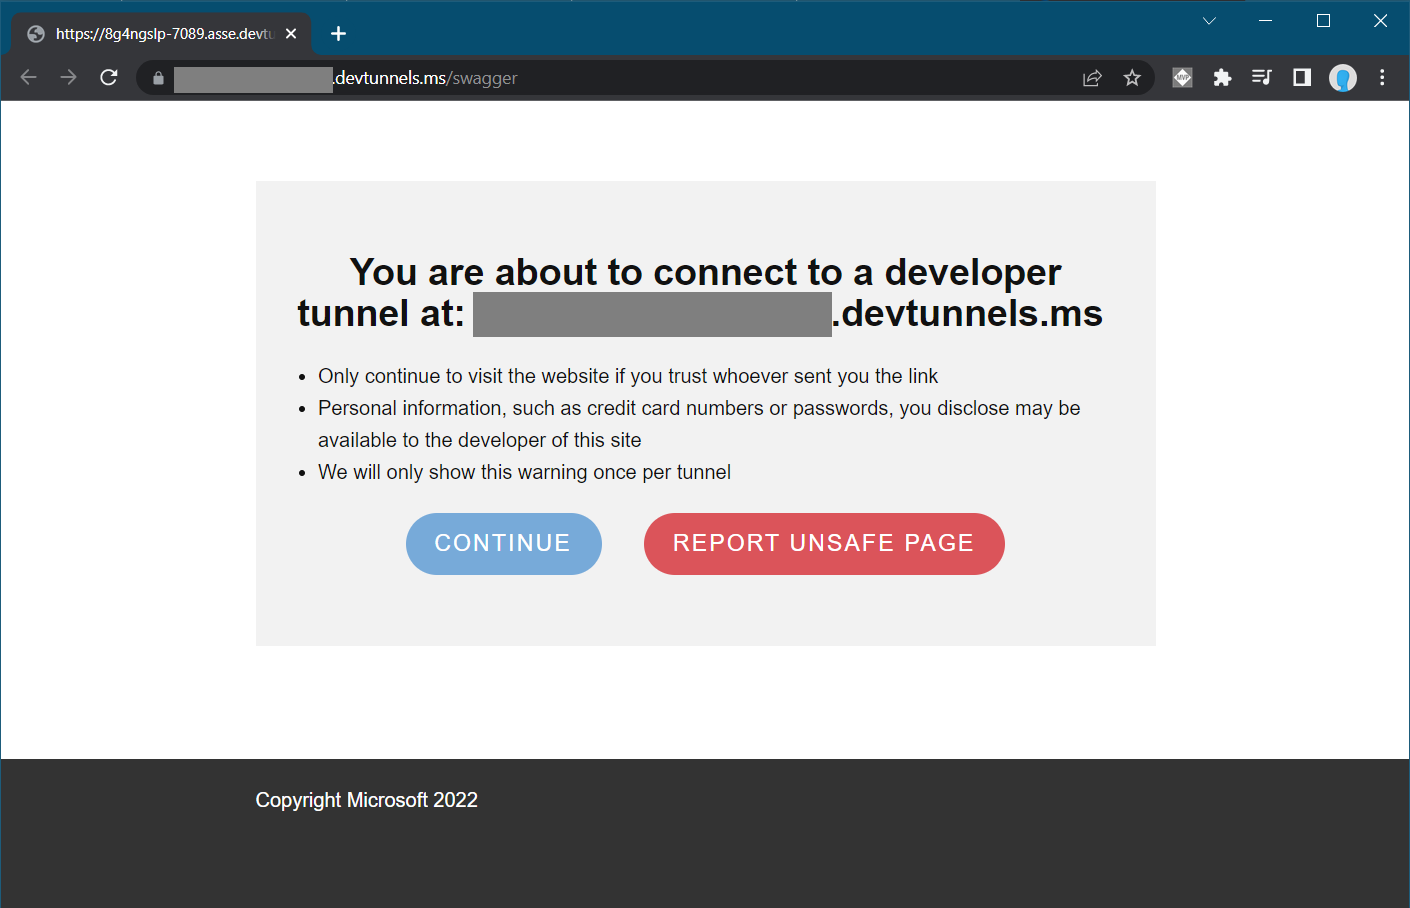 https://8g4ngslp-7089.asse.devtu
.devtunnels.ms/swagger
MVP
You are about to connect to a developer
tunnel at: .devtunnels.ms
Only continue to visit the website if you trust whoever sent you the link
Personal information, such as credit card numbers or passwords, you disclose may be
available to the developer of this site
We will only show this warning once per tunnel
CONTINUE REPORT UNSAFE PAGE
Copyright Microsoft 2022